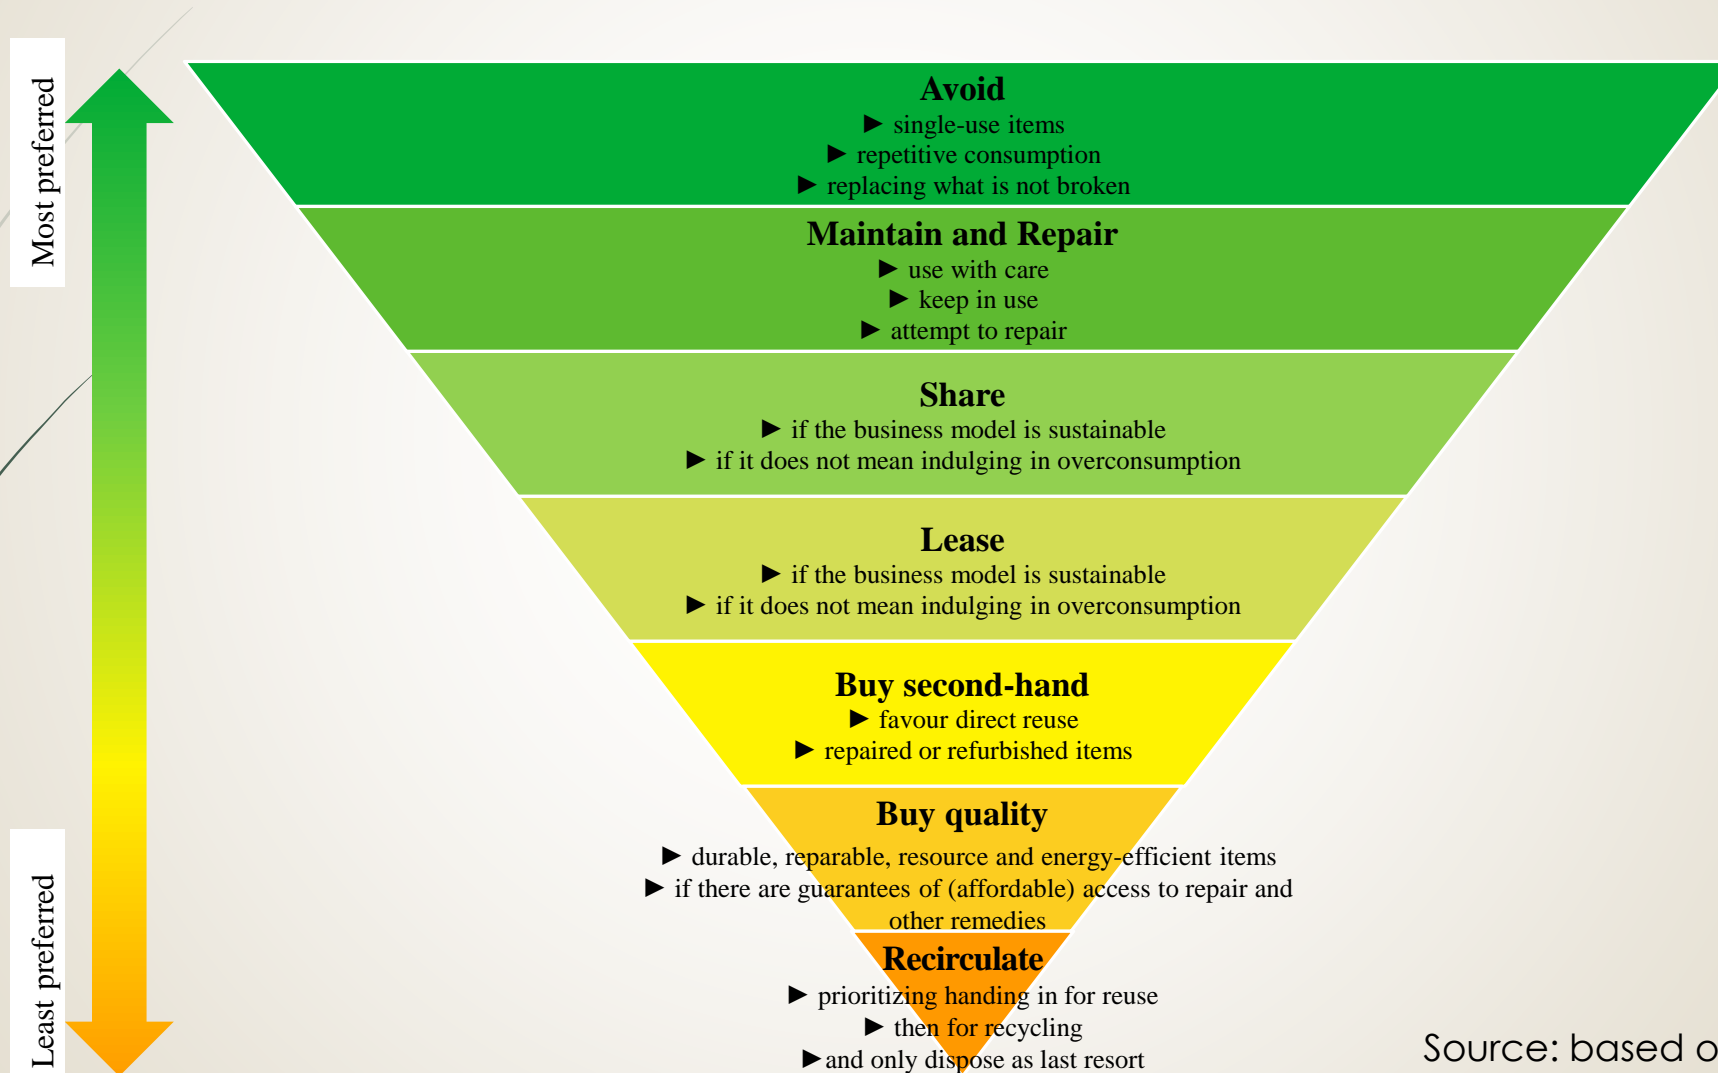 Most preferred
Avoid
► single-use items
► repetitive consumption
► replacing what is not broken
Maintain and Repair
► use with care
► keep in use
► attempt to repair
Share
► if the business model is sustainable
► if it does not mean indulging in overconsumption
Lease
► if the business model is sustainable
► if it does not mean indulging in overconsumption
Buy second-hand
► favour direct reuse
► repaired or refurbished items
Buy quality
► durable, reparable, resource and energy-efficient items
► if there are guarantees of (affordable) access to repair and
other remedies
Least preferred
Recirculate
► prioritizing handing in for reuse
► then for recycling
►and only dispose as last resort
Source: based